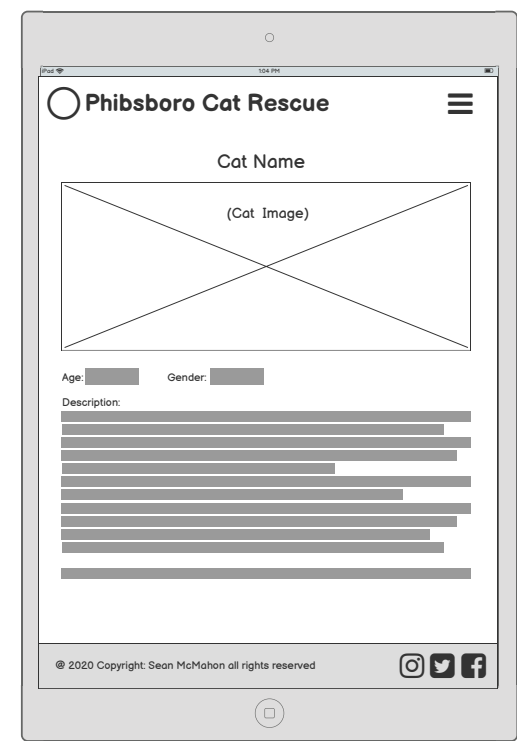 iPad 1:04 PM
Phibsboro Cat Rescue
Cat Name
(Cat Image)
Age: Gender:
Description:
@ 2020 Copyright: Sean McMahon all rights reserved